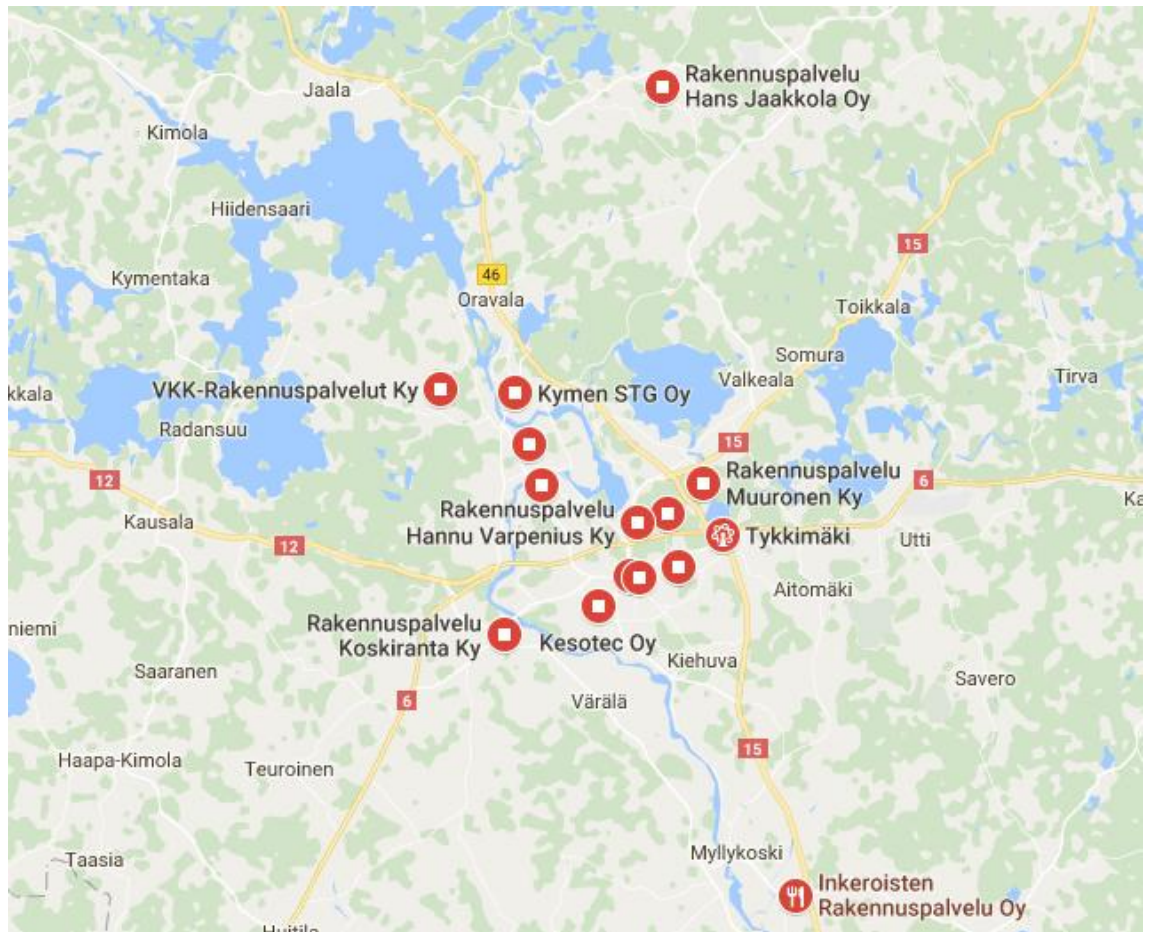 Rakennuspalvelu
Hans Jaakkola Oy
Jaala
Kimola
Hiidensaari
15
46
Kymentaka
Oravala
Toikkala
Somura
Valkeala
Tirva
kkala
VKK-Rakennuspalvelut Ky
Kymen STG Oy
Radansuu
15
12
Rakennuspalvelu
Muuronen Ky
6
Ka
Kausala
Rakennuspalvelu
Hannu Varpenius Ky
Tykkimäki
Utti
12
Aitomäki
niemi
Rakennuspalvelu
Koskiranta Ky
Kesotec Oy
Kiehuva
Saaranen
Savero
6
Värälä
15
Haapa-Kimola
Teuroinen
Taasia
Myllykoski
Inkeroisten
Rakennuspalvelu Oy